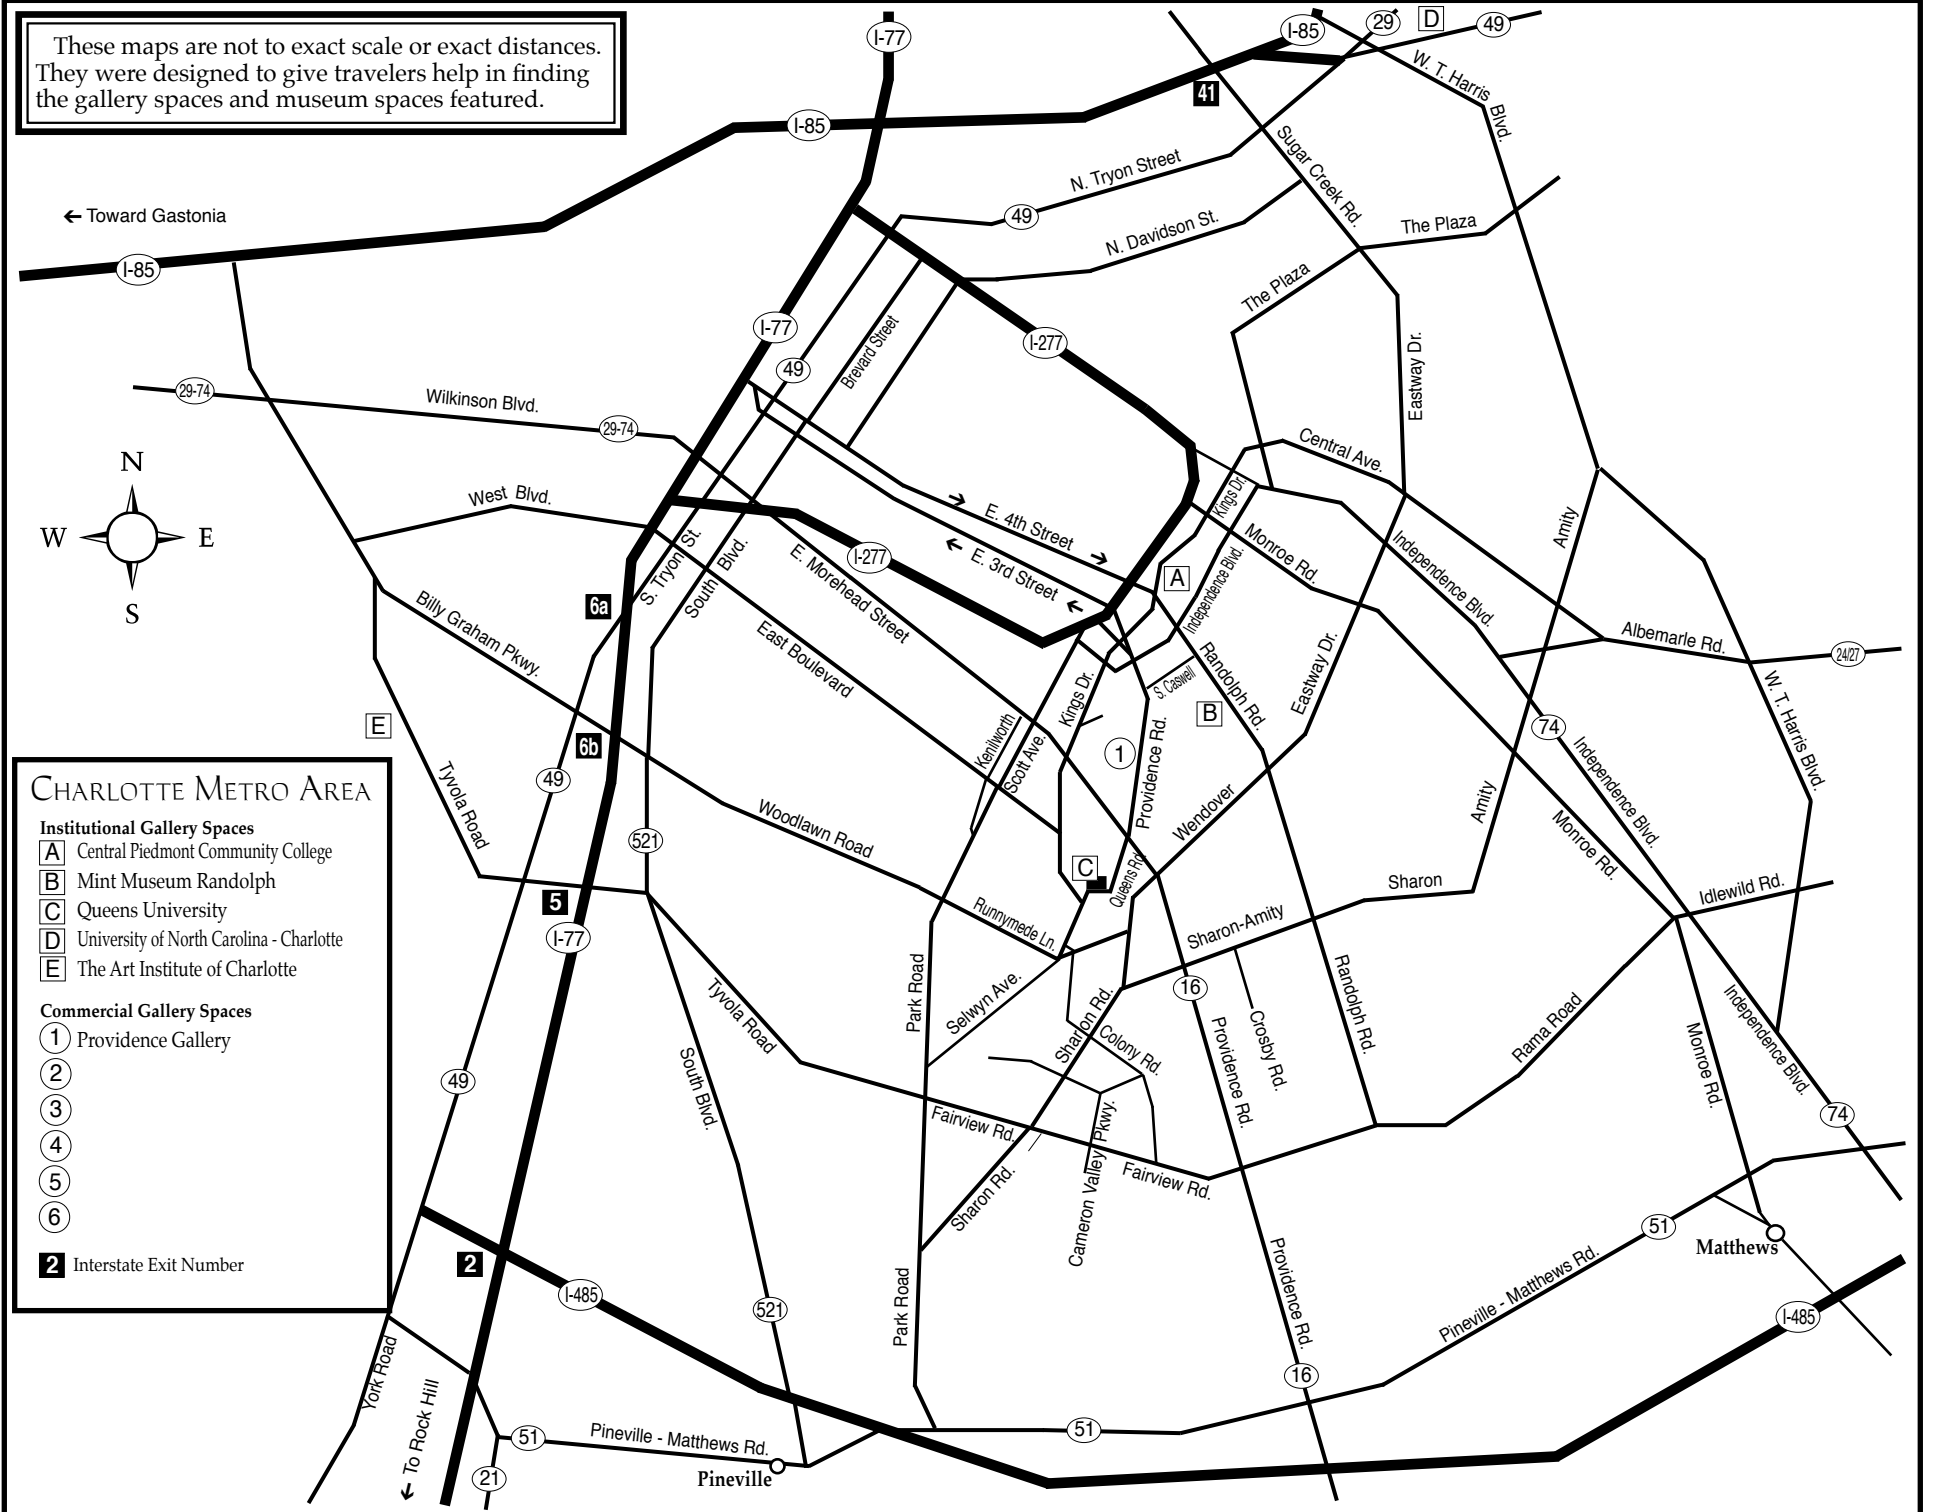 These maps are not to exact scale or exact distances.
They were designed to give travelers help in finding
the gallery spaces and museum spaces featured.
I-77
I-85
29
D
49
W. T. Harris
Blvd.
41
I-85
Sugar Creek Rd.
N. Tryon Street
49
N. Davidson St.
The Plaza
The Plaza
← Toward Gastonia
I-85
I-77
49
Brevard Street
I-277
Eastway Dr.
29-74
Wilkinson Blvd.
29-74
Central Ave.
N
W
E
S
West Blvd.
E. 4th Street
→
→
E. 3rd Street
←
←
Kings Dr.
Monroe Rd.
Independence Blvd.
Amity
I-277
S. Tryon St.
South Blvd.
E. Morehead Street
A
Independence Blvd.
6a
Billy Graham Pkwy.
East Boulevard
Randolph Rd.
Eastway Dr.
Albemarle Rd.
24/27
W. T. Harris Blvd.
S. Caswell
Kings Dr.
B
E
6b
Kenilworth
Scott Ave.
1
Providence Rd.
74
Independence Blvd.
Tyvola Road
49
521
Woodlawn Road
Wendover
Amity
Monroe Rd.
C
Queens Rd.
Sharon
Idlewild Rd.
5
I-77
Runnymede Ln.
Sharon-Amity
Park Road
Selwyn Ave.
Tyvola Road
16
Sharon Rd.
Colony Rd.
Providence Rd.
Crosby Rd.
Randolph Rd.
Rama Road
Monroe Rd.
Independence Blvd.
74
49
South Blvd.
Fairview Rd.
Fairview Rd.
Cameron Valley Pkwy.
Sharon Rd.
Park Road
Providence Rd.
16
51
Matthews
Pineville - Matthews Rd.
I-485
2
I-485
521
York Road
← To Rock Hill
51
Pineville - Matthews Rd.
51
21
Pineville
CHARLOTTE METRO AREA
Institutional Gallery Spaces
A Central Piedmont Community College
B Mint Museum Randolph
C Queens University
D University of North Carolina - Charlotte
E The Art Institute of Charlotte
Commercial Gallery Spaces
1 Providence Gallery
2
3
4
5
6
2 Interstate Exit Number